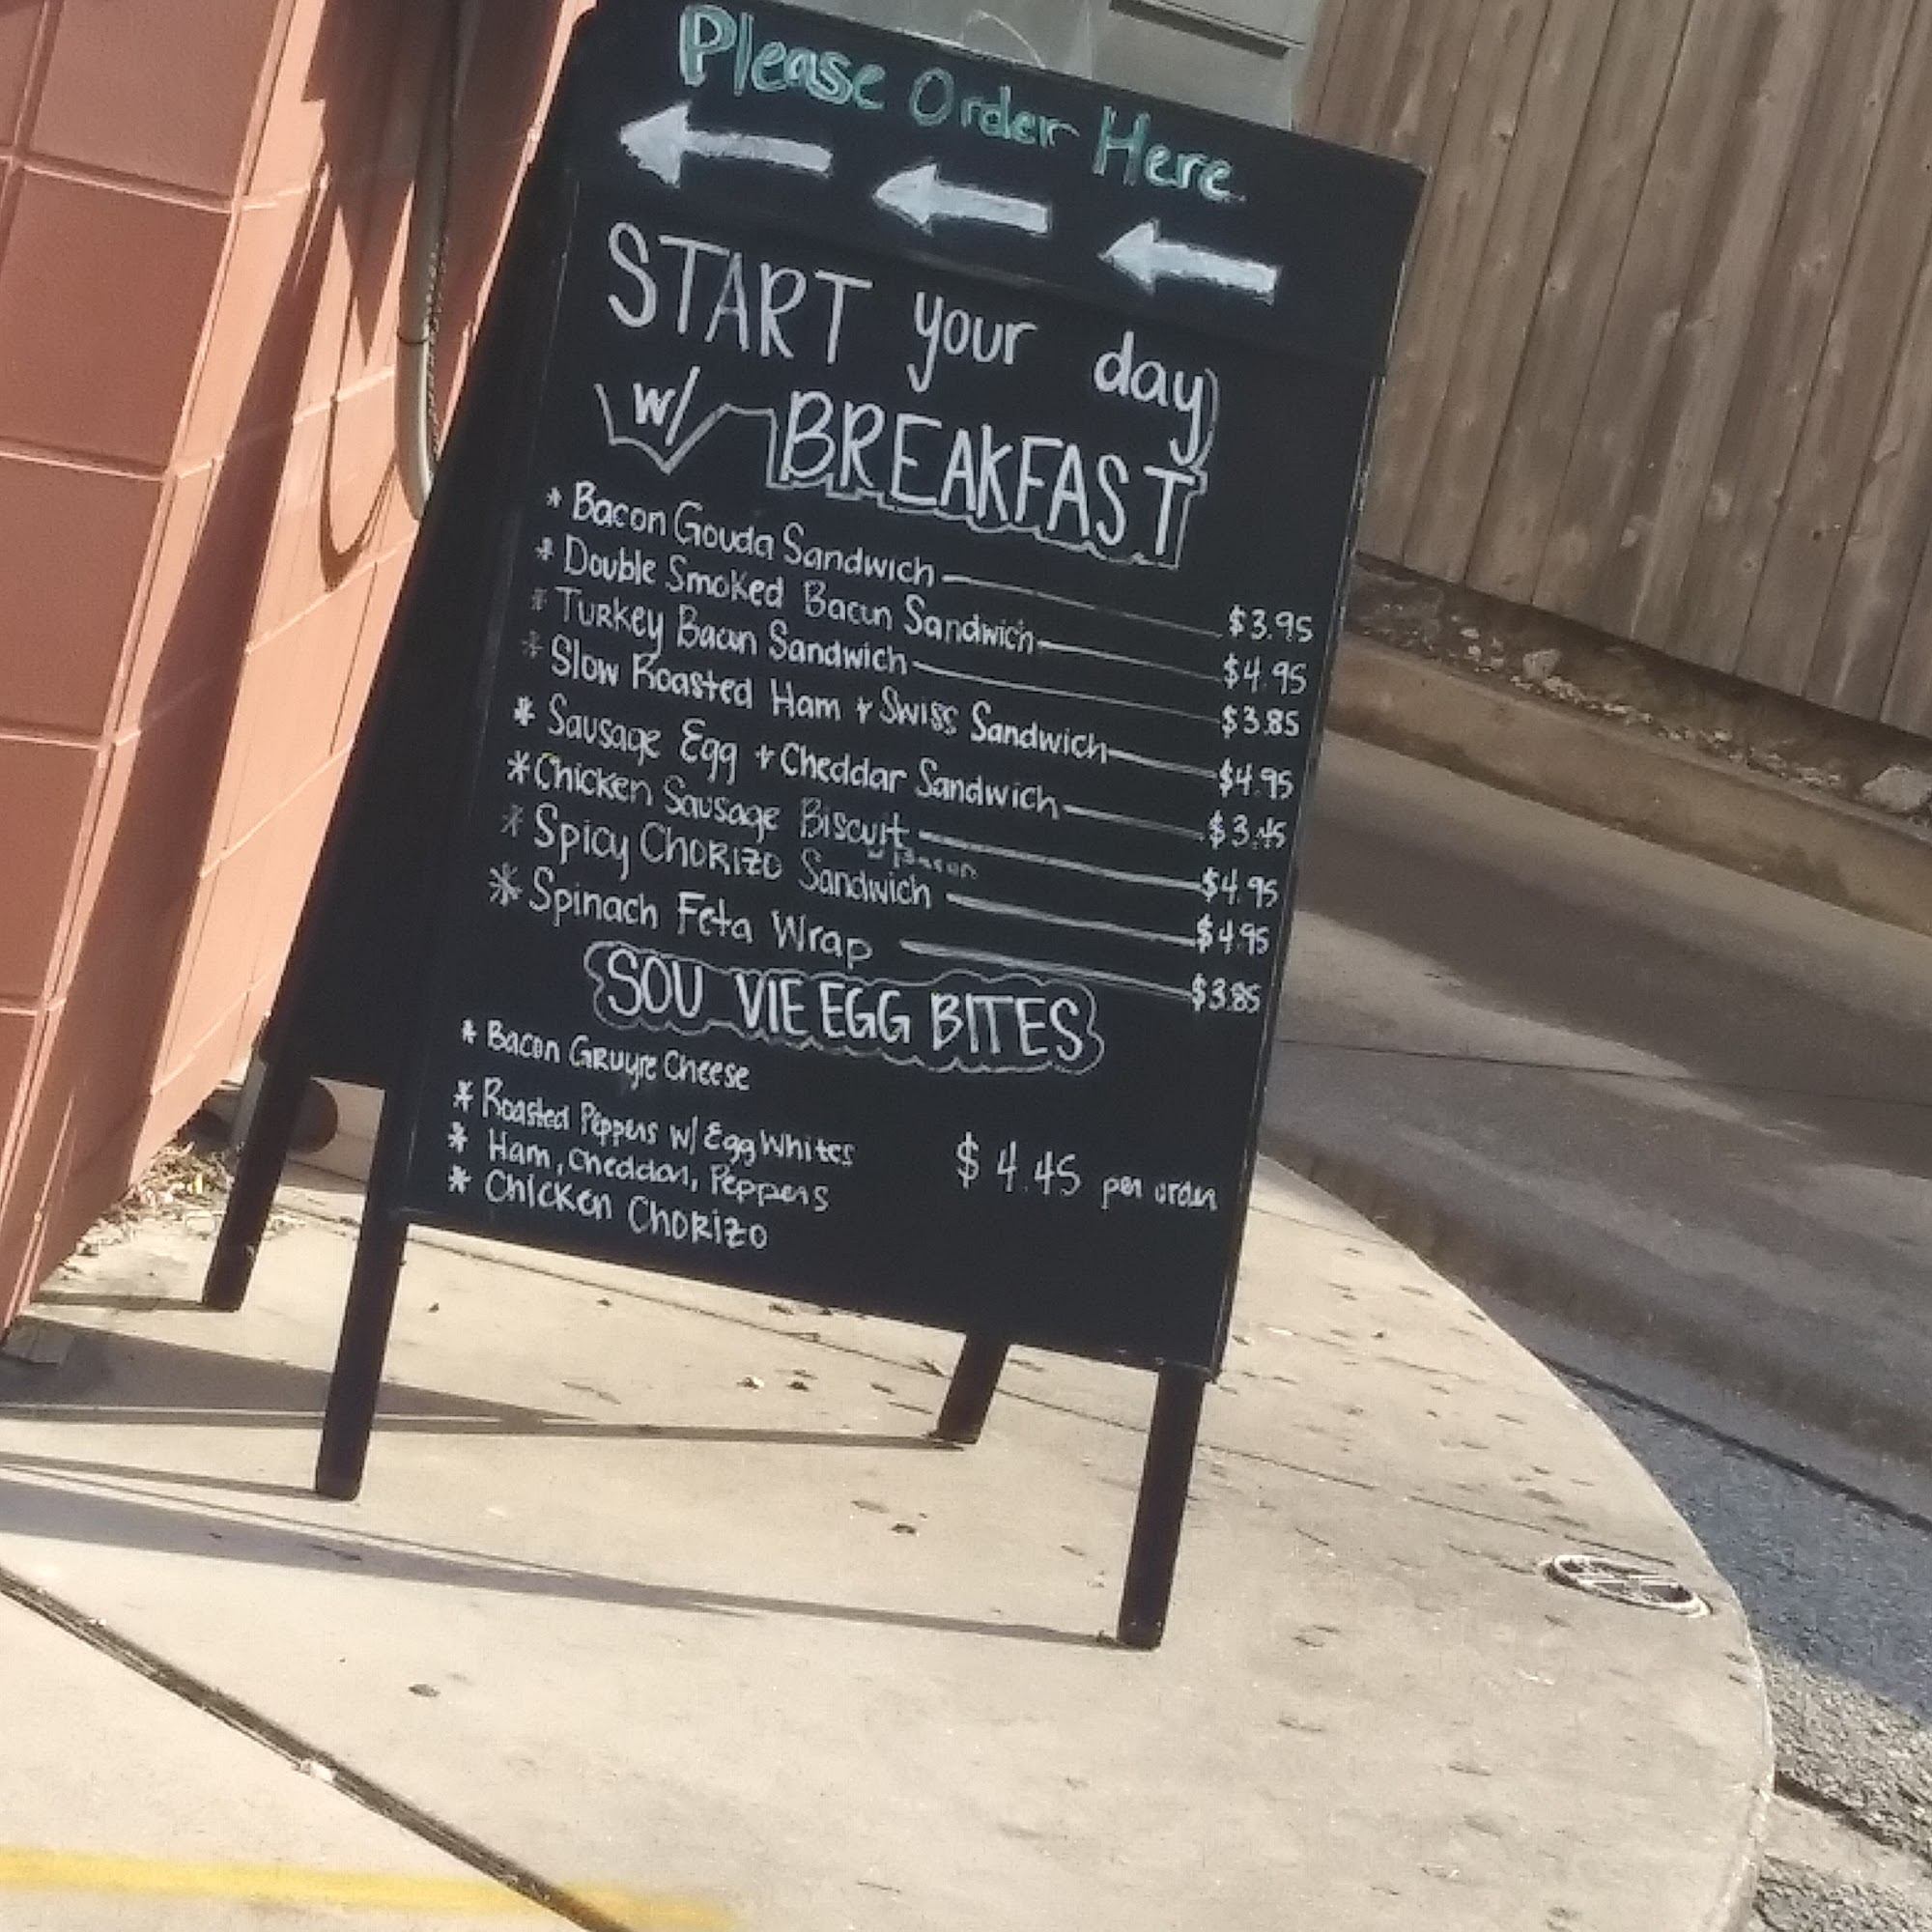 Please Order Here
START your day
w/ BREAKFAST
* Bacon Gouda Sandwich $3.95
* Double Smoked Bacon Sandwich $4.95
* Turkey Bacon Sandwich $3.85
* Slow Roasted Ham + Swiss Sandwich $4.95
* Sausage Egg + Cheddar Sandwich $3.45
* Chicken Sausage Biscuit $4.95
w/ Bacon
* Spicy CHORIZO Sandwich $4.95
* Spinach Feta Wrap $3.85
SOU VIE EGG BITES
* Bacon Gruyre Cheese
* Roasted Peppers w/ Egg Whites
* Ham, Cheddar, Peppers
* Chicken Chorizo
$4.45 per order